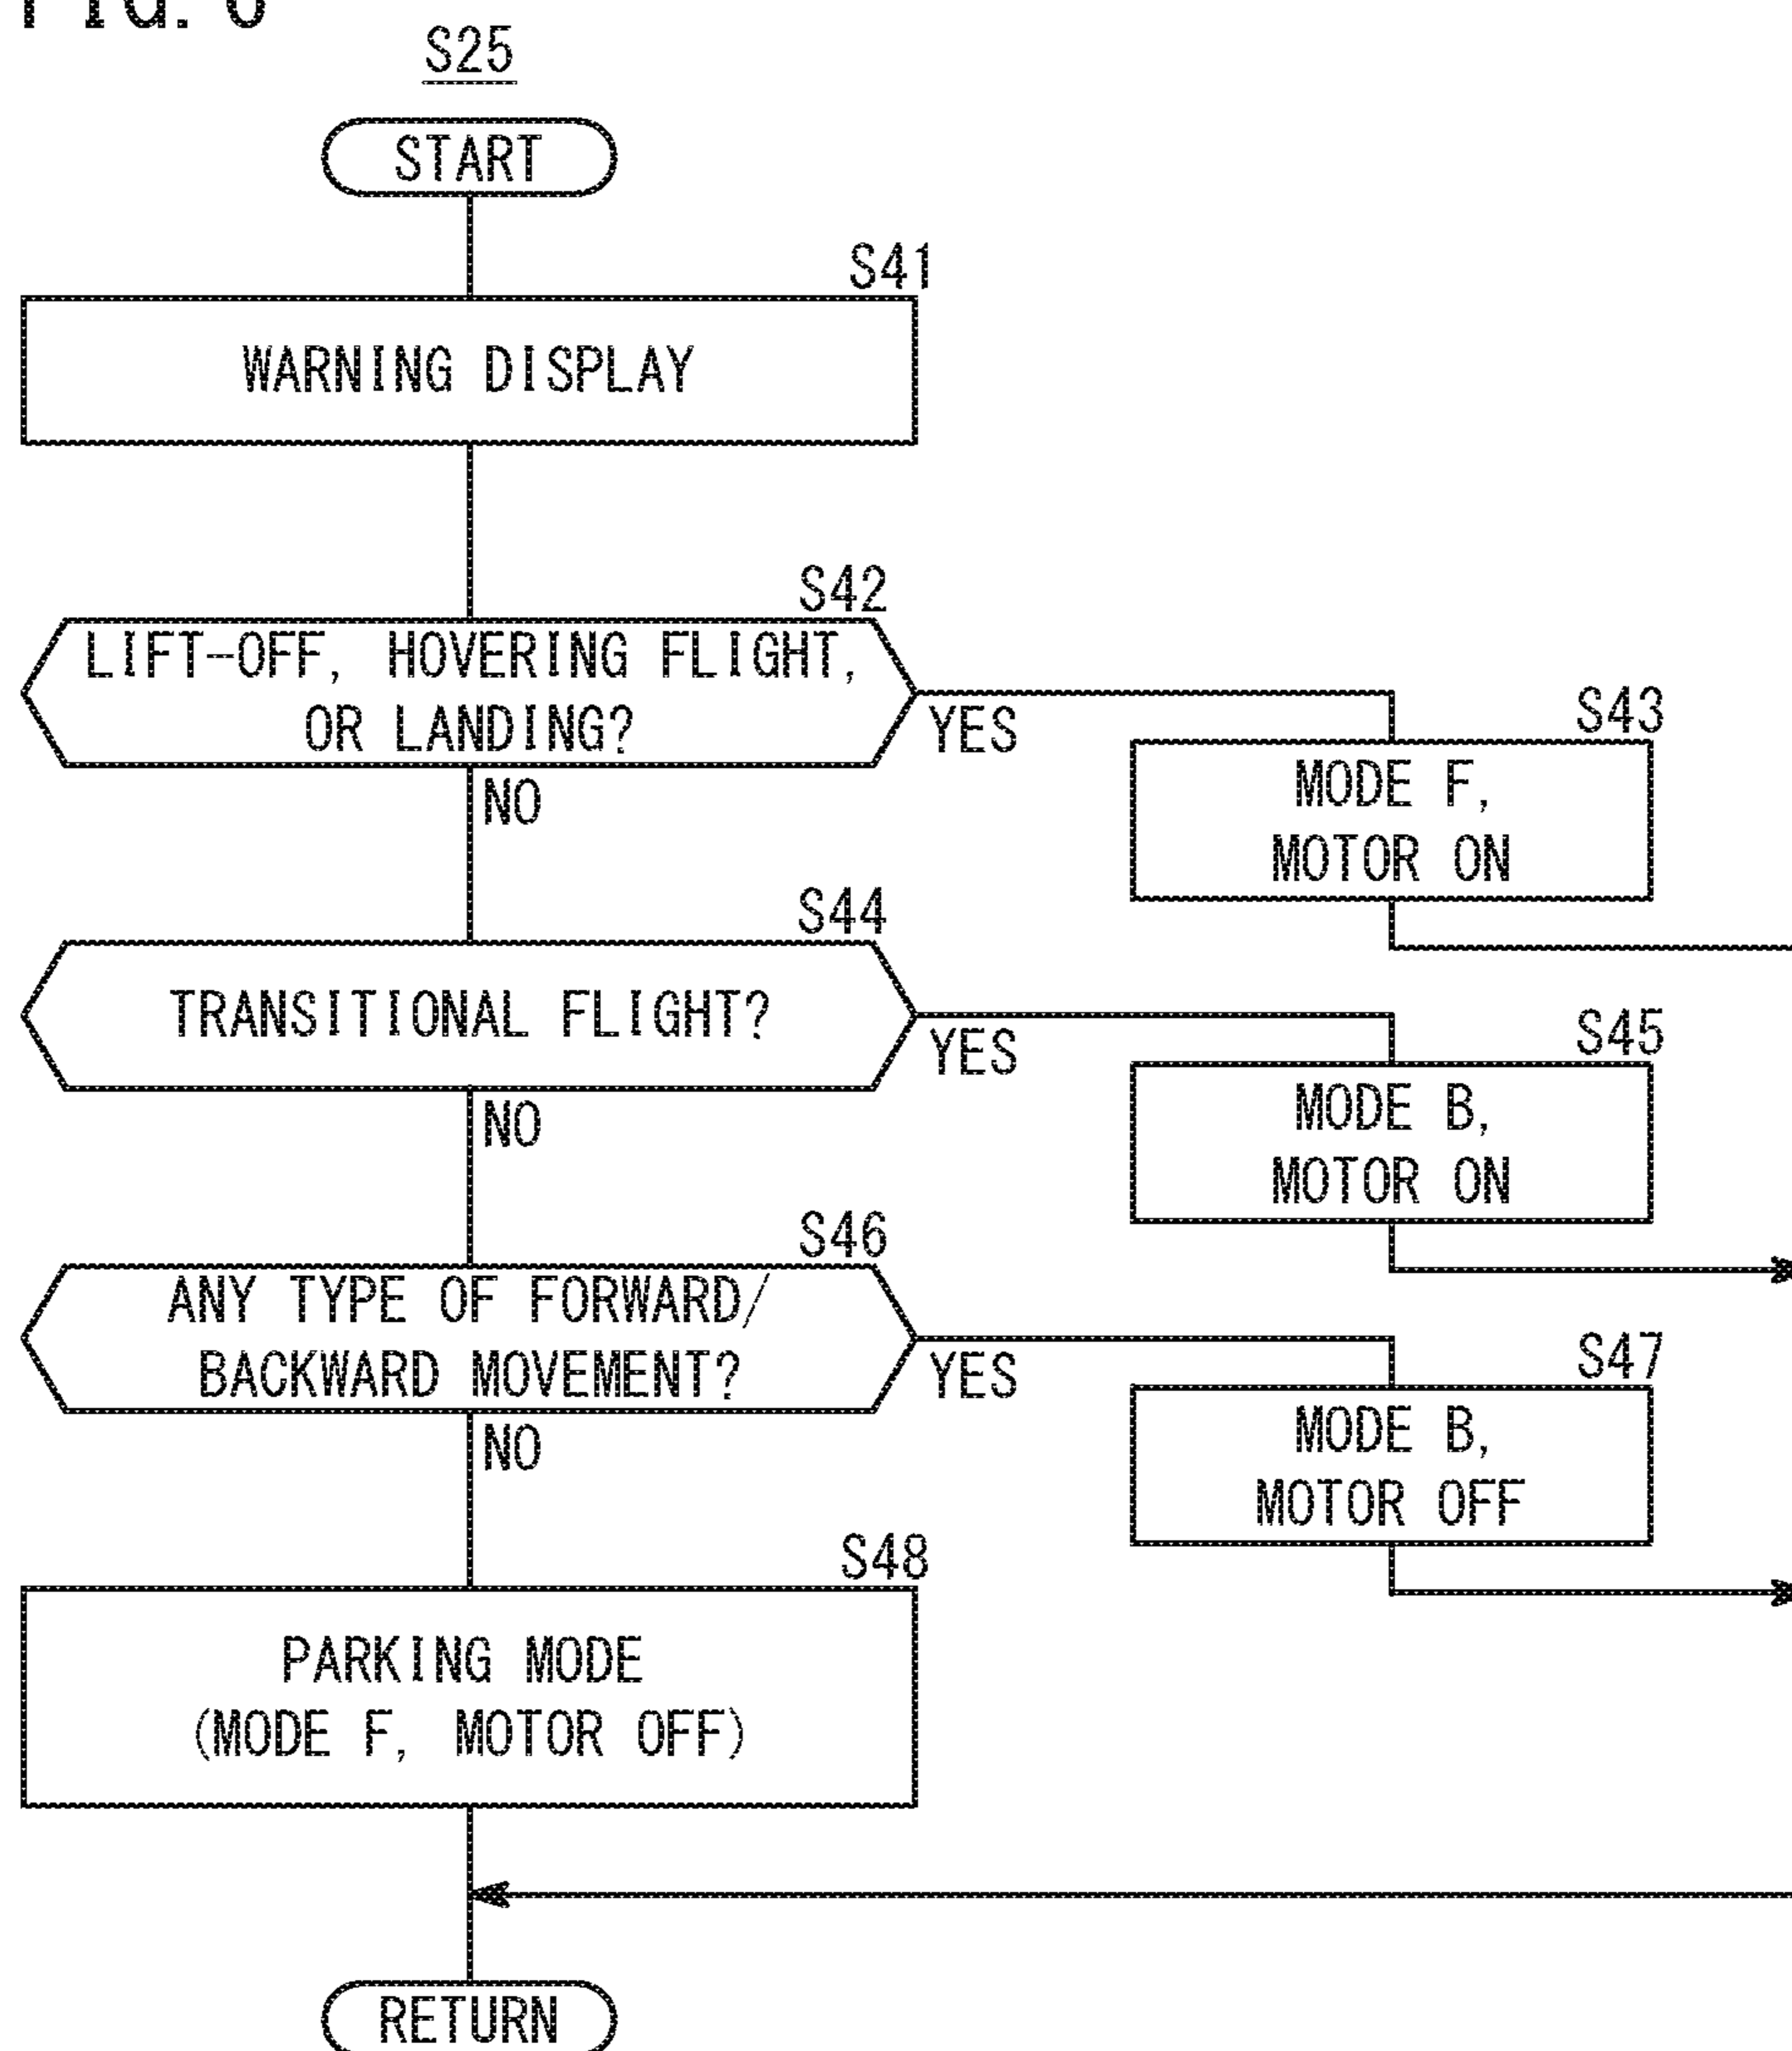 S25
START
S41
WARNING DISPLAY
S42
LIFT-OFF, HOVERING FLIGHT,
OR LANDING?
YES
NO
S43
MODE F,
MOTOR ON
S44
TRANSITIONAL FLIGHT?
YES
NO
S45
MODE B,
MOTOR ON
S46
ANY TYPE OF FORWARD/
BACKWARD MOVEMENT?
YES
NO
S47
MODE B,
MOTOR OFF
S48
PARKING MODE
(MODE F, MOTOR OFF)
RETURN